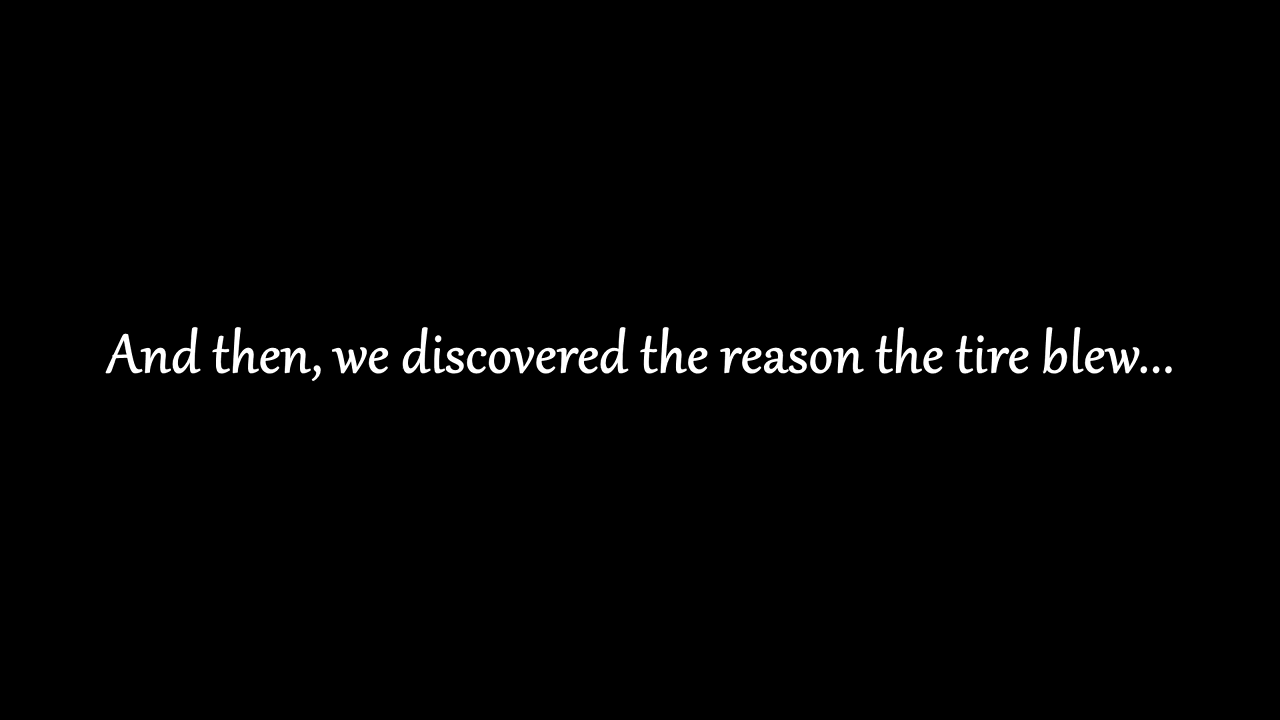 And then, we discovered the reason the tire blew...